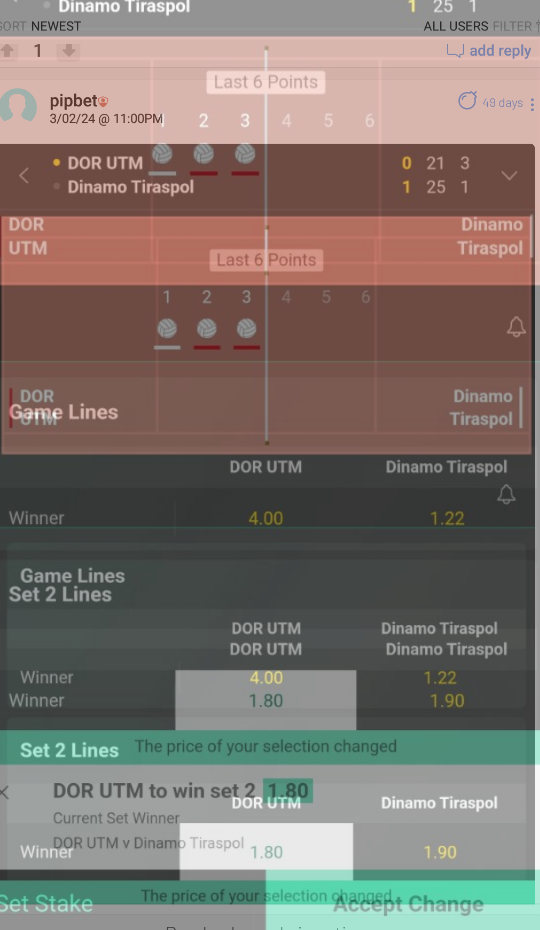 Dinamo Tiraspol 1 25 1
SORT NEWEST ALL USERS FILTER
1 add reply
Last 6 Points
pipbet 49 days
3/02/24 @ 11:00PM
1 2 3 4 5 6
DOR UTM 0 21 3
Dinamo Tiraspol 1 25 1
DOR UTM Dinamo Tiraspol
Last 6 Points
1 2 3 4 5 6
DOR UTM Dinamo Tiraspol
Game Lines
DOR UTM Dinamo Tiraspol
Winner 4.00 1.22
Game Lines
Set 2 Lines
DOR UTM Dinamo Tiraspol
DOR UTM Dinamo Tiraspol
Winner 4.00 1.22
Winner 1.80 1.90
Set 2 Lines The price of your selection changed
DOR UTM to win set 2 1.80
DOR UTM Dinamo Tiraspol
Current Set Winner
DOR UTM v Dinamo Tiraspol
Winner 1.80 1.90
The price of your selection changed
Set Stake Accept Change